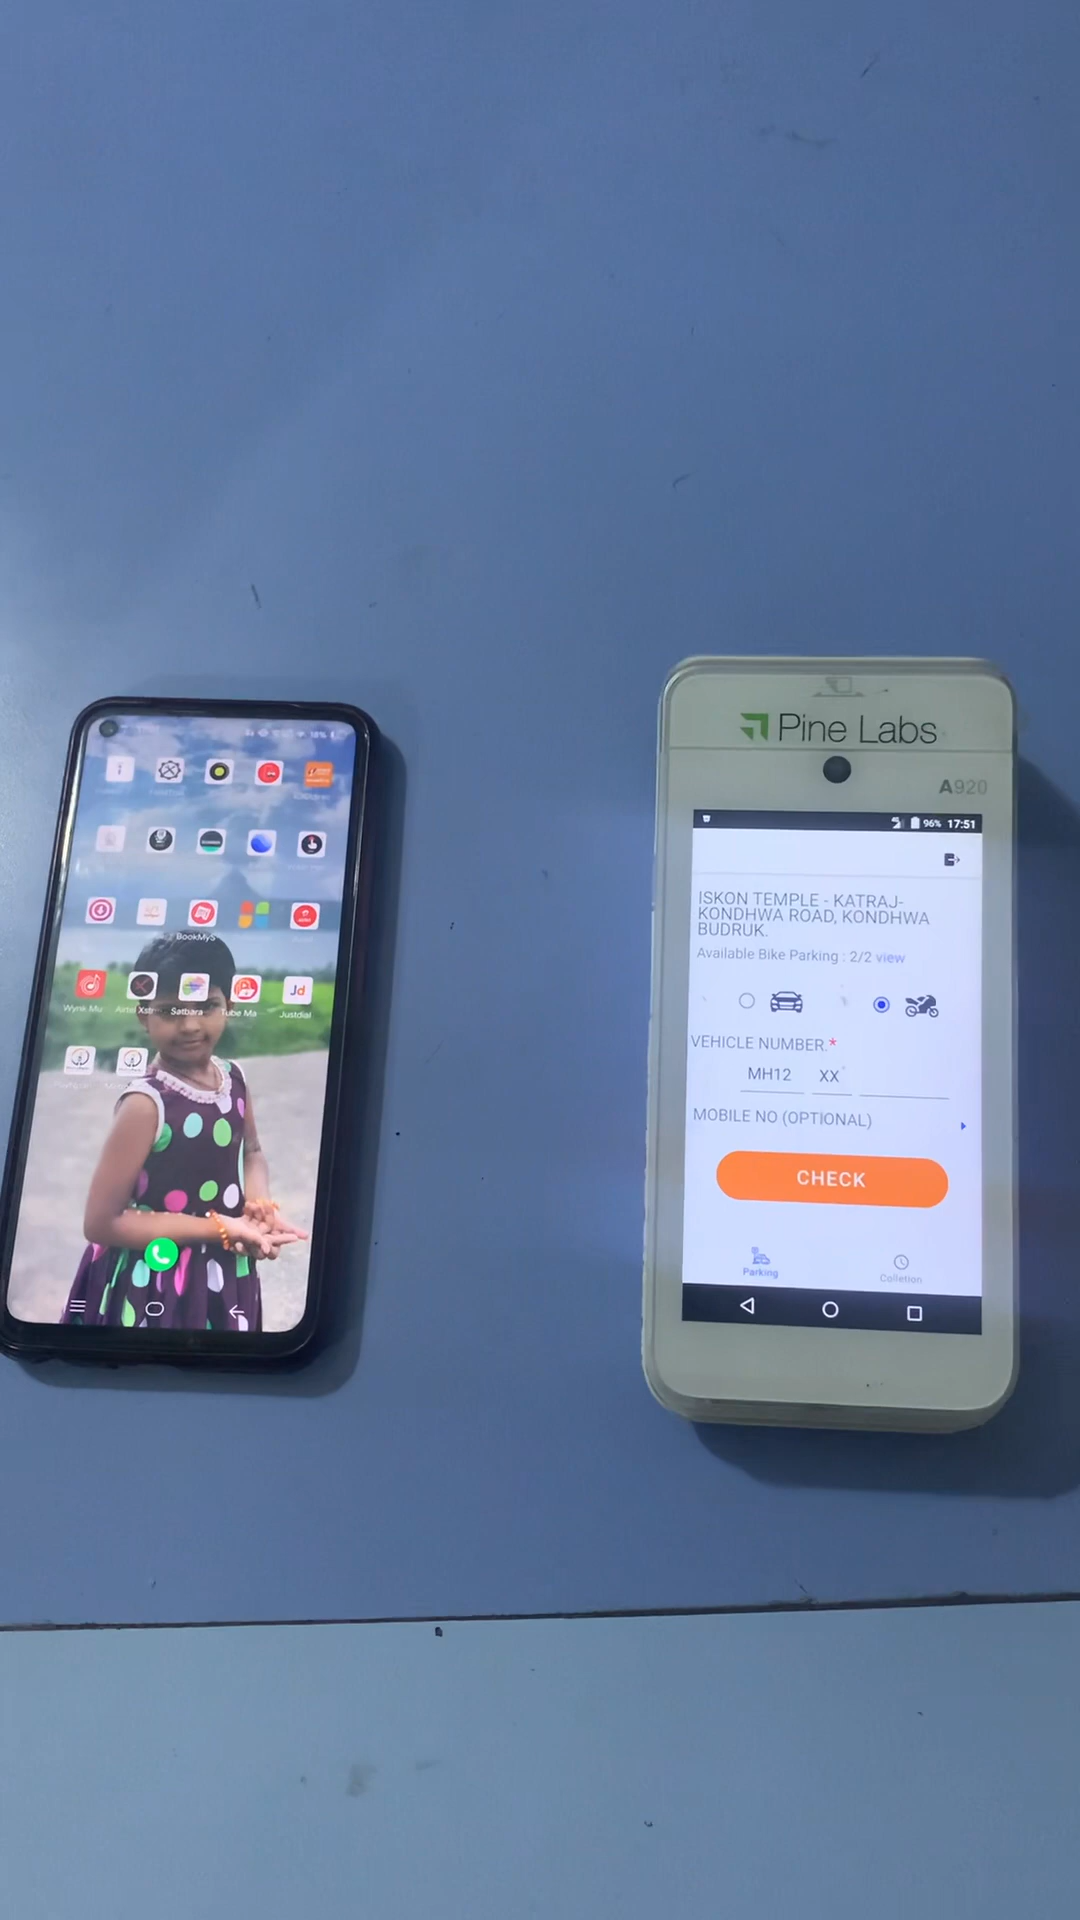 18%
BookMyS
Wynk Mu
Airtel Xstr
Satbara
Tube Ma
Jd
Justdial
Pine Labs
A920
96% 17:51
ISKON TEMPLE - KATRAJ-
KONDHWA ROAD, KONDHWA
BUDRUK.
Available Bike Parking : 2/2 view
VEHICLE NUMBER.*
MH12 XX
MOBILE NO (OPTIONAL)
CHECK
Parking
Colletion